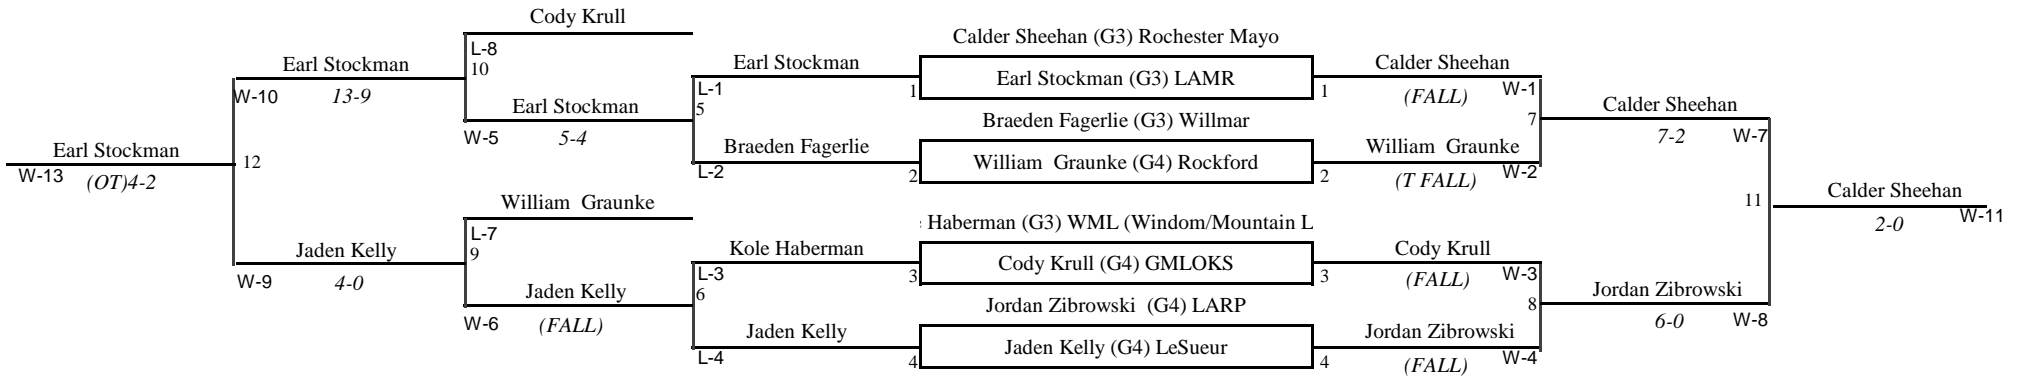 Cody Krull
L-8
10
Earl Stockman
W-10
13-9
Earl Stockman
W-5
5-4
Earl Stockman
L-1
5
Braeden Fagerlie
L-2
Earl Stockman
W-13
(OT)4-2
12
William  Graunke
L-7
9
Jaden Kelly
W-9
4-0
Jaden Kelly
W-6
(FALL)
Kole Haberman
L-3
6
Jaden Kelly
L-4
Calder Sheehan (G3) Rochester Mayo
1
Earl Stockman (G3) LAMR
1
Braeden Fagerlie (G3) Willmar
2
William  Graunke (G4) Rockford
2
Haberman (G3) WML (Windom/Mountain L
3
Cody Krull (G4) GMLOKS
3
Jordan Zibrowski  (G4) LARP
4
Jaden Kelly (G4) LeSueur
4
Calder Sheehan
(FALL)
W-1
7
William  Graunke
(T FALL)
W-2
Calder Sheehan
7-2
W-7
Cody Krull
(FALL)
W-3
8
Jordan Zibrowski
(FALL)
W-4
Jordan Zibrowski
6-0
W-8
11
Calder Sheehan
2-0
W-11